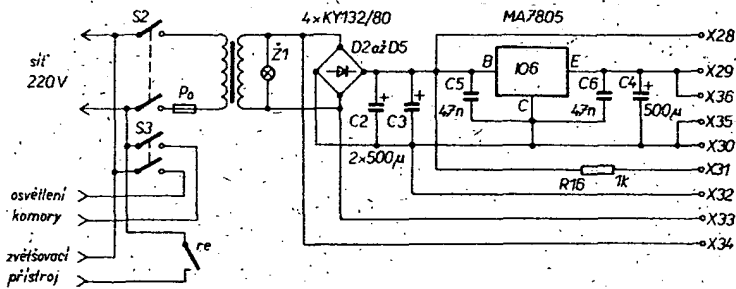 S2
4×KY132/80
MA7805
X28
D2 až D5
síť
220V
Ž1
B
IO6
E
X29
Po
C5
C
C6
C4
+
X36
47n
47n
500μ
S3
C2
+
C3
+
X35
X30
2×500μ
X31
R16
1k
osvětlení
komory
X32
X33
re
zvětšovací
přístroj
X34